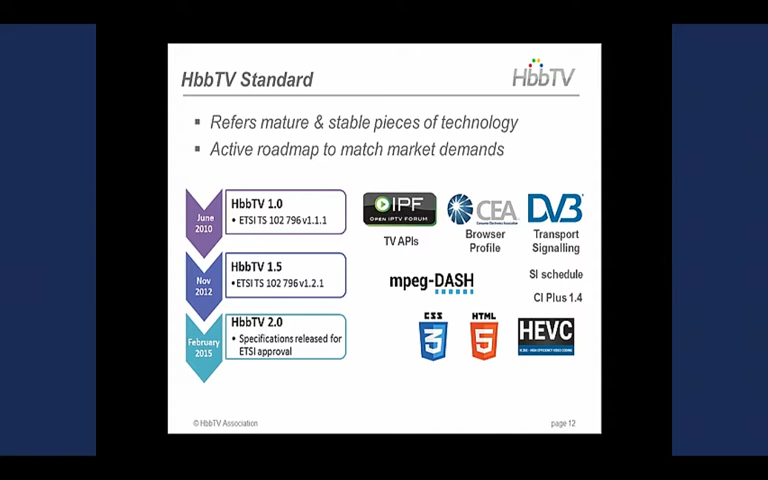 HbbTV Standard
HbbTV
▪ Refers mature & stable pieces of technology
▪ Active roadmap to match market demands
June
2010
HbbTV 1.0
• ETSI TS 102 796 v1.1.1
IPF
OPEN IPTV FORUM
TV APIs
CEA
Browser
Profile
DVB
Transport
Signalling
Nov
2012
HbbTV 1.5
•ETSI TS 102 796 v1.2.1
mpeg-DASH
SI schedule
CI Plus 1.4
February
2015
HbbTV 2.0
• Specifications released for
ETSI approval
CSS
3
HTML
5
HEVC
© HbbTV Association
page 12